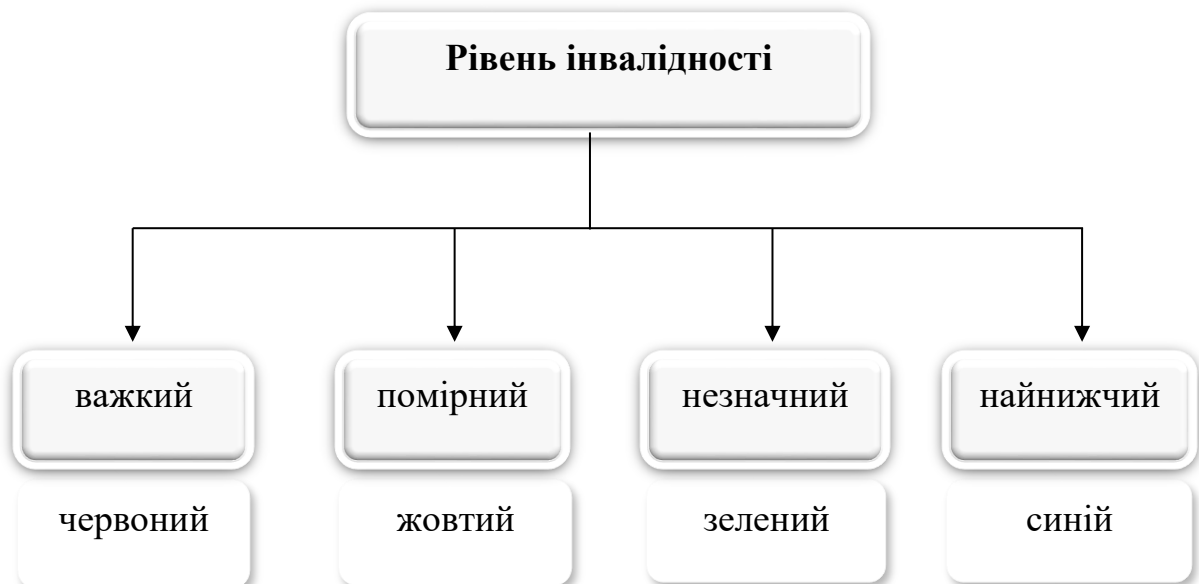 Рівень інвалідності
важкий
помірний
незначний
найнижчий
червоний
жовтий
зелений
синій